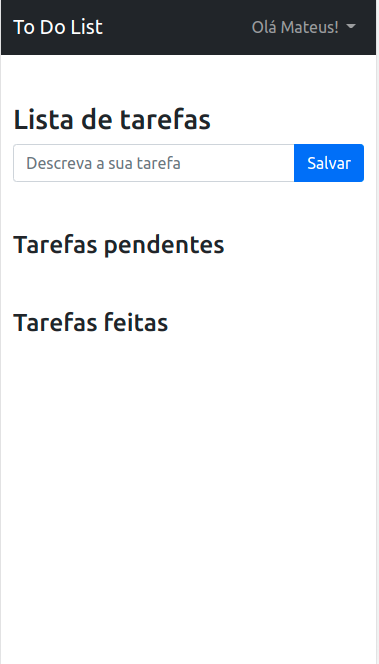 To Do List
Olá Mateus!
Lista de tarefas
Descreva a sua tarefa
Salvar
Tarefas pendentes
Tarefas feitas